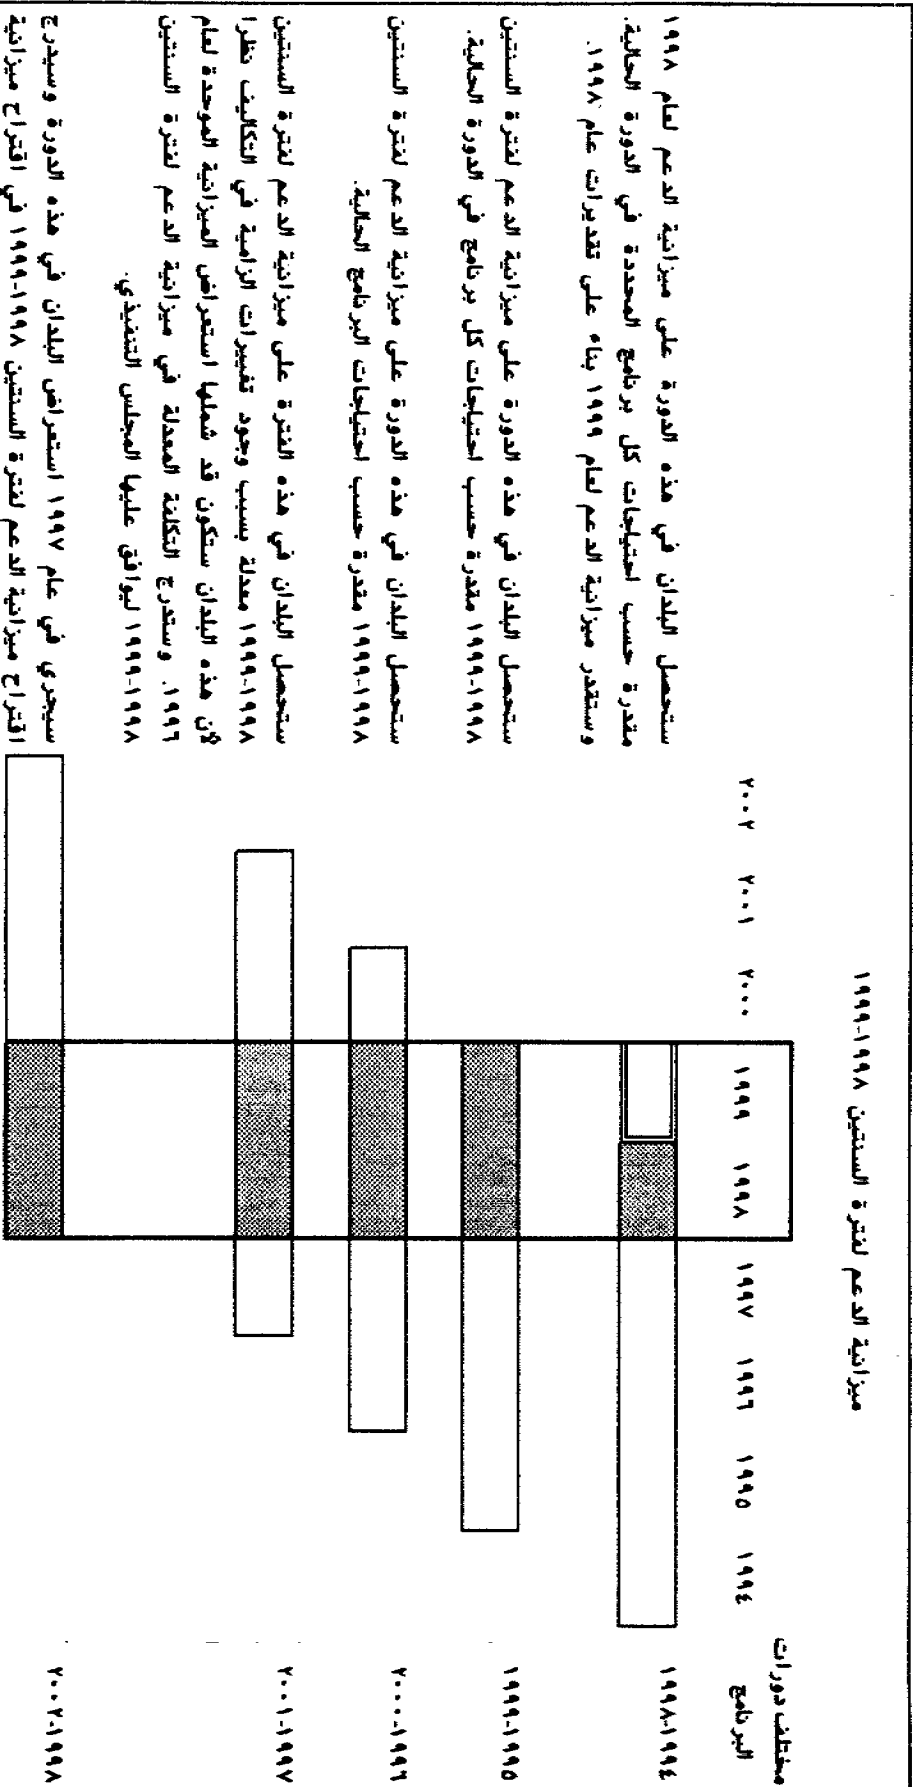 ميزانية الدعم لفترة السنتين ١٩٩٨-١٩٩٩
مختلف دورات
البرنامج
١٩٩٤ ١٩٩٥ ١٩٩٦ ١٩٩٧ ١٩٩٨ ١٩٩٩ ٢٠٠٠ ٢٠٠١ ٢٠٠٢
١٩٩٤-١٩٩٨
ستحصل البلدان في هذه الدورة على ميزانية الدعم لعام ١٩٩٨
مقدرة حسب احتياجات كل برنامج المحددة في الدورة الحالية.
وستقدر ميزانية الدعم لعام ١٩٩٩ بناء على تقديرات عام ١٩٩٨.
١٩٩٥-١٩٩٩
ستحصل البلدان في هذه الدورة على ميزانية الدعم لفترة السنتين
١٩٩٨-١٩٩٩ مقدرة حسب احتياجات كل برنامج في الدورة الحالية.
١٩٩٦-٢٠٠٠
ستحصل البلدان في هذه الدورة على ميزانية الدعم لفترة السنتين
١٩٩٨-١٩٩٩ مقدرة حسب احتياجات البرنامج الحالية.
١٩٩٧-٢٠٠١
ستحصل البلدان في هذه الفترة على ميزانية الدعم لفترة السنتين
١٩٩٨-١٩٩٩ معدلة بسبب وجود تغييرات الزامية في التكاليف نظرا
لأن هذه البلدان ستكون قد شملها استعراض الميزانية الموحدة لعام
١٩٩٦. وستدرج التكلفة المعدلة في ميزانية الدعم لفترة السنتين
١٩٩٨-١٩٩٩ ليوافق عليها المجلس التنفيذي.
١٩٩٨-٢٠٠٢
سيجري في عام ١٩٩٧ استعراض البلدان في هذه الدورة وسيدرج
اقتراح ميزانية الدعم لفترة السنتين ١٩٩٨-١٩٩٩ في اقتراح ميزانية